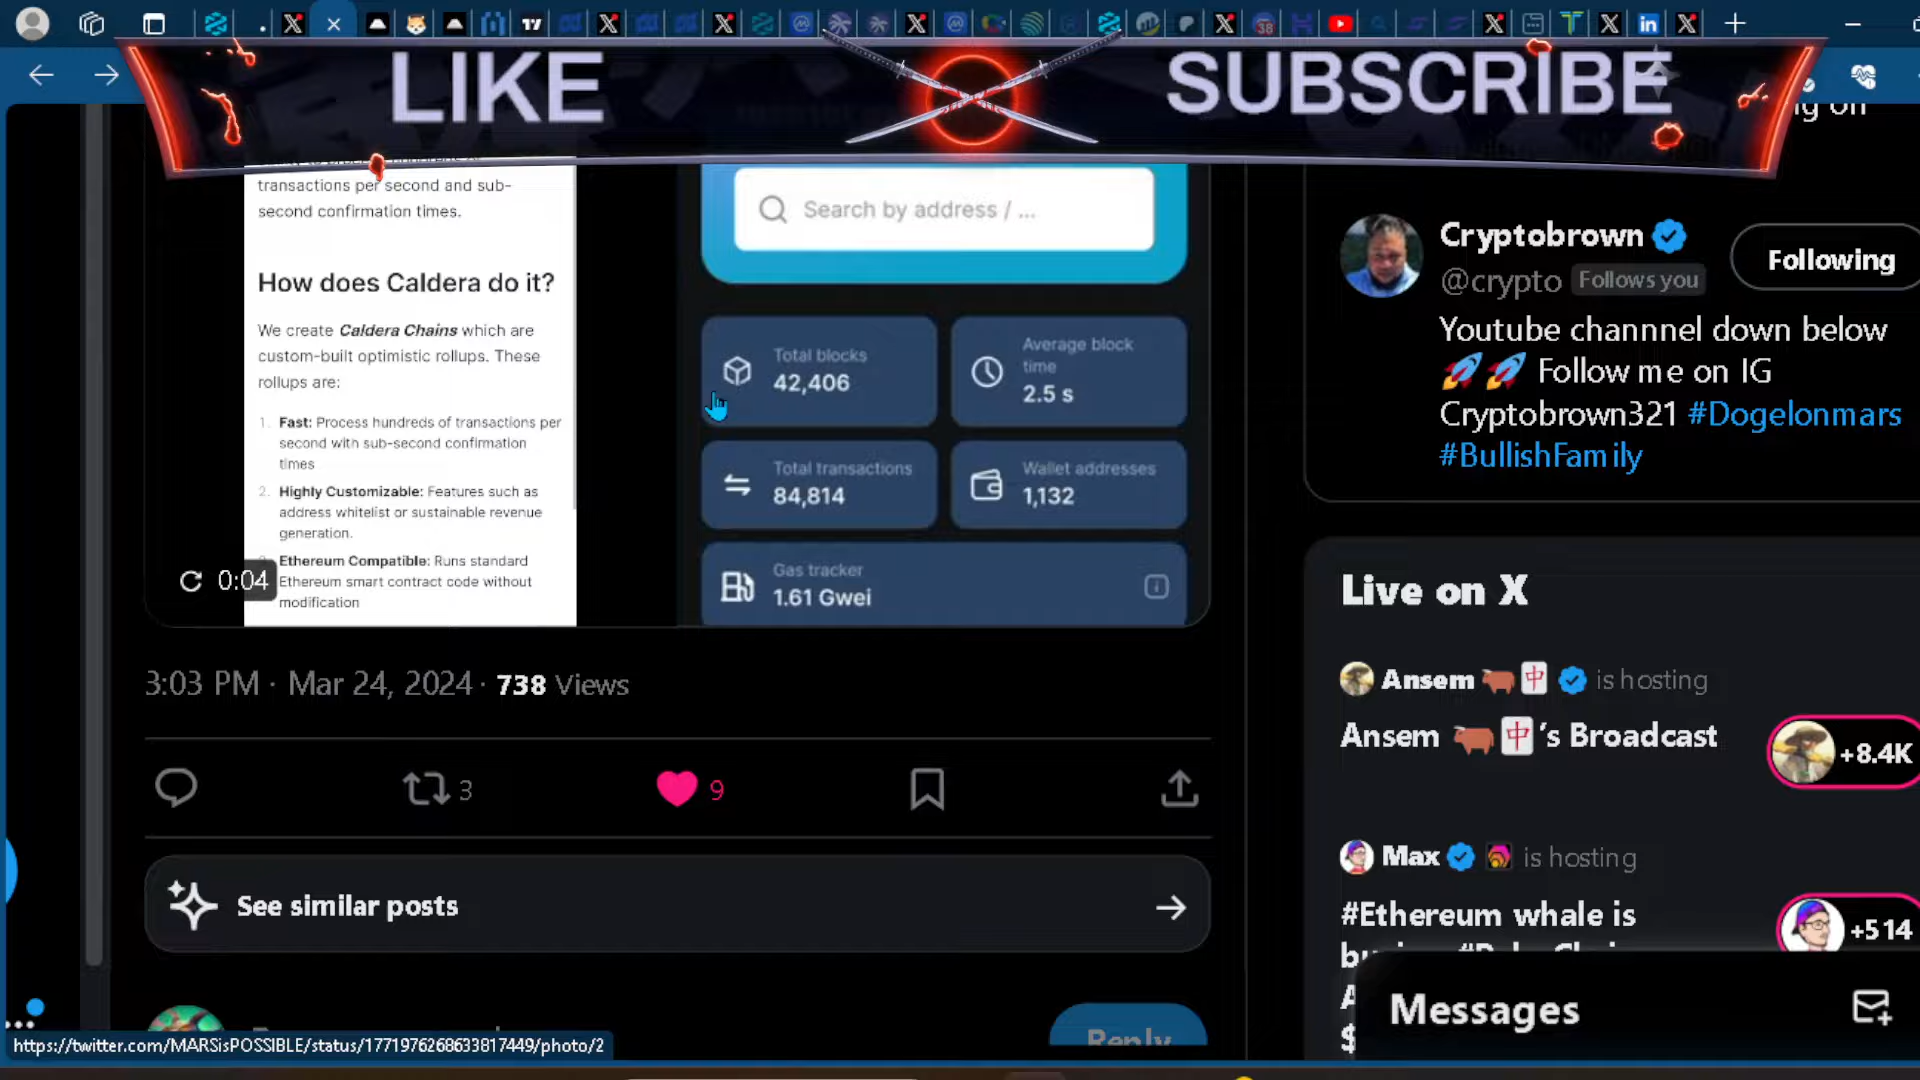 LIKE
SUBSCRIBE
transactions per second and sub-
second confirmation times.
How does Caldera do it?
We create Caldera Chains which are
custom-built optimistic rollups. These
rollups are:
1. Fast: Process hundreds of transactions per
second with sub-second confirmation
times
2. Highly Customizable: Features such as
address whitelist or sustainable revenue
generation.
Ethereum Compatible: Runs standard
Ethereum smart contract code without
modification
0:04
Search by address / ...
Total blocks
42,406
Average block
time
2.5 s
Total transactions
84,814
Wallet addresses
1,132
Gas tracker
1.61 Gwei
3:03 PM · Mar 24, 2024 · 738 Views
3
9
See similar posts
Reply
https://twitter.com/MARSisPOSSIBLE/status/1771976268633817449/photo/2
Cryptobrown
@crypto Follows you
Following
Youtube channnel down below
🚀🚀 Follow me on IG
Cryptobrown321 #Dogelonmars
#BullishFamily
Live on X
Ansem 🐂🀄 is hosting
Ansem 🐂🀄's Broadcast
+8.4K
Max is hosting
#Ethereum whale is
+514
Messages